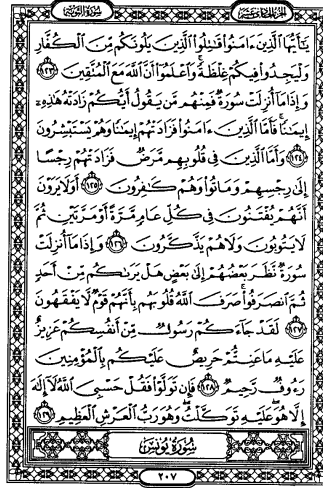 الجزء الحادى عشر
سورة التوبة
يَٰٓأَيُّهَا ٱلَّذِينَ ءَامَنُوا۟ قَٰتِلُوا۟ ٱلَّذِينَ يَلُونَكُم مِّنَ ٱلْكُفَّارِ
وَلْيَجِدُوا۟ فِيكُمْ غِلْظَةً ۚ وَٱعْلَمُوٓا۟ أَنَّ ٱللَّهَ مَعَ ٱلْمُتَّقِينَ ١٢٣
وَإِذَا مَآ أُنزِلَتْ سُورَةٌ فَمِنْهُم مَّن يَقُولُ أَيُّكُمْ زَادَتْهُ هَٰذِهِۦٓ
إِيمَٰنًا ۚ فَأَمَّا ٱلَّذِينَ ءَامَنُوا۟ فَزَادَتْهُمْ إِيمَٰنًا وَهُمْ يَسْتَبْشِرُونَ
١٢٤ وَأَمَّا ٱلَّذِينَ فِى قُلُوبِهِم مَّرَضٌ فَزَادَتْهُمْ رِجْسًا
إِلَىٰ رِجْسِهِمْ وَمَاتُوا۟ وَهُمْ كَٰفِرُونَ ١٢٥ أَوَلَا يَرَوْنَ
أَنَّهُمْ يُفْتَنُونَ فِى كُلِّ عَامٍ مَّرَّةً أَوْ مَرَّتَيْنِ ثُمَّ
لَا يَتُوبُونَ وَلَا هُمْ يَذَّكَّرُونَ ١٢٦ وَإِذَا مَآ أُنزِلَتْ
سُورَةٌ نَّظَرَ بَعْضُهُمْ إِلَىٰ بَعْضٍ هَلْ يَرَىٰكُم مِّنْ أَحَدٍ
ثُمَّ ٱنصَرَفُوا۟ ۚ صَرَفَ ٱللَّهُ قُلُوبَهُم بِأَنَّهُمْ قَوْمٌ لَّا يَفْقَهُونَ
١٢٧ لَقَدْ جَآءَكُمْ رَسُولٌ مِّنْ أَنفُسِكُمْ عَزِيزٌ
عَلَيْهِ مَا عَنِتُّمْ حَرِيصٌ عَلَيْكُم بِٱلْمُؤْمِنِينَ
رَءُوفٌ رَّحِيمٌ ١٢٨ فَإِن تَوَلَّوْا۟ فَقُلْ حَسْبِىَ ٱللَّهُ لَآ إِلَٰهَ
إِلَّا هُوَ ۖ عَلَيْهِ تَوَكَّلْتُ ۖ وَهُوَ رَبُّ ٱلْعَرْشِ ٱلْعَظِيمِ ١٢٩
سُورَةُ يُونُسَ
٢٠٧